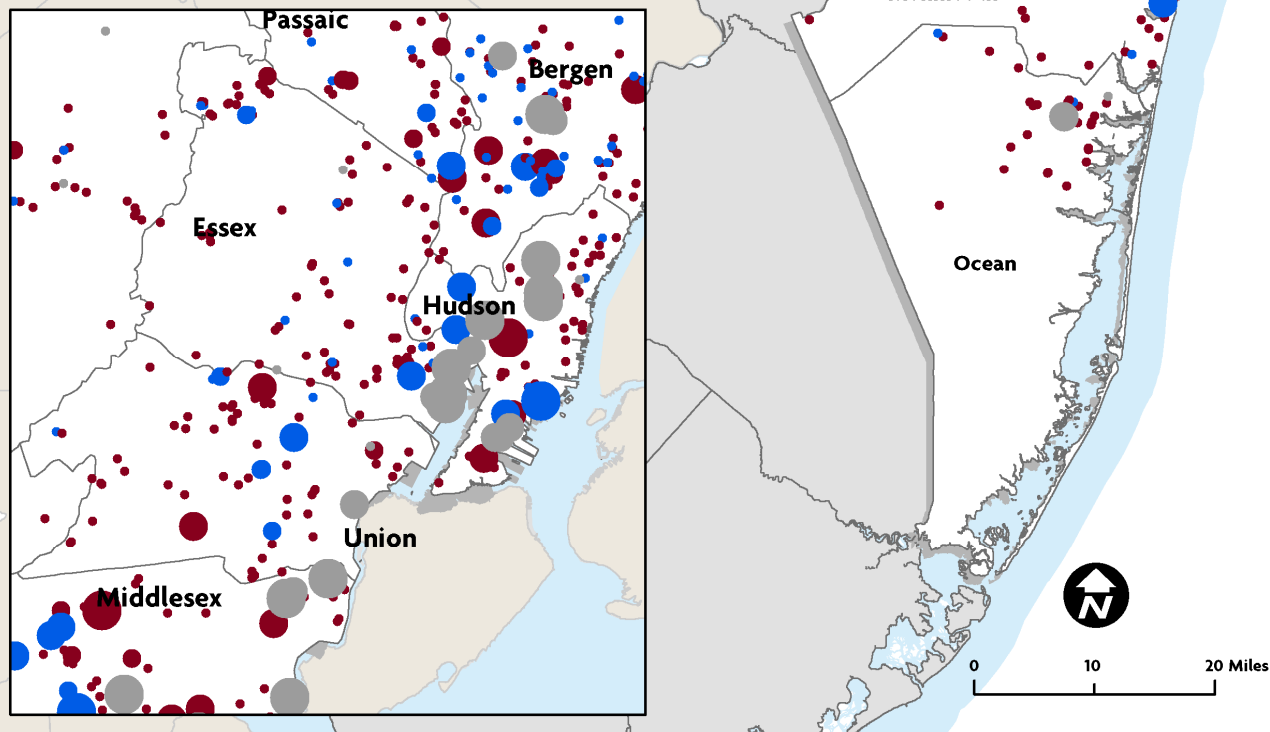 Passaic
Bergen
Essex
Ocean
Hudson
Union
Middlesex
N
0 10 20 Miles